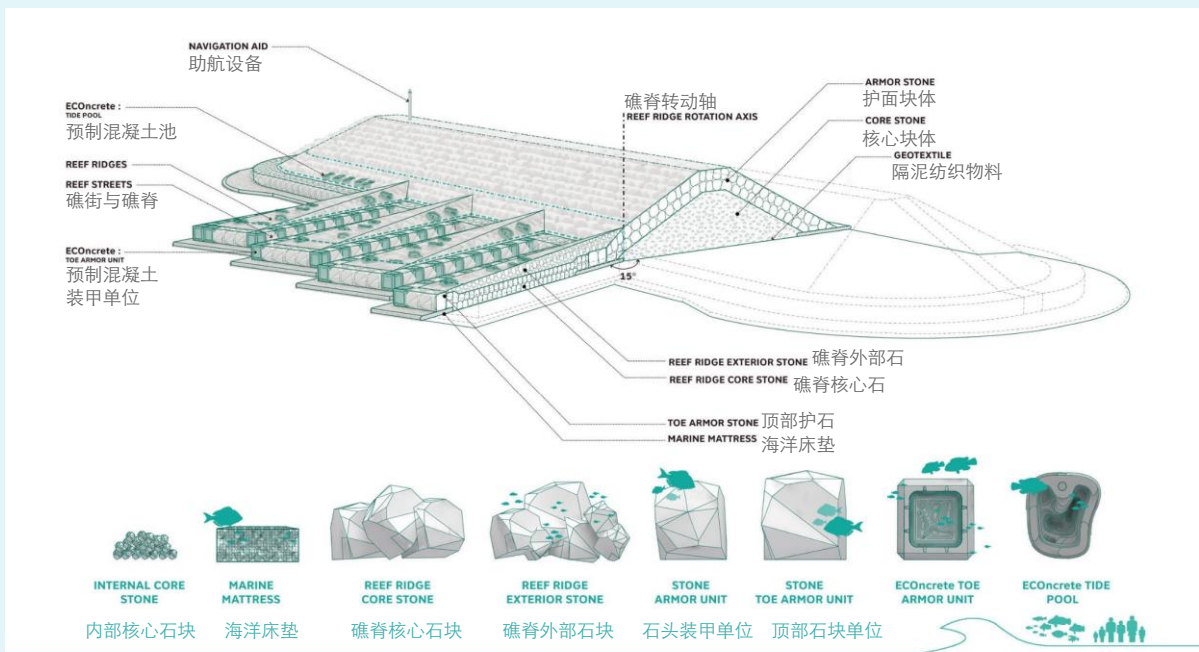 NAVIGATION AID
助航设备
ECOncrete :
TIDE POOL
预制混凝土池
REEF RIDGES
REEF STREETS
礁街与礁脊
ECOncrete :
TOE ARMOR UNIT
预制混凝土
装甲单位
礁脊转动轴
REEF RIDGE ROTATION AXIS
ARMOR STONE
护面块体
CORE STONE
核心块体
GEOTEXTILE
隔泥纺织物料
15°
REEF RIDGE EXTERIOR STONE 礁脊外部石
REEF RIDGE CORE STONE 礁脊核心石
TOE ARMOR STONE 顶部护石
MARINE MATTRESS 海洋床垫
INTERNAL CORE
STONE
内部核心石块
MARINE
MATTRESS
海洋床垫
REEF RIDGE
CORE STONE
礁脊核心石块
REEF RIDGE
EXTERIOR STONE
礁脊外部石块
STONE
ARMOR UNIT
石头装甲单位
STONE
TOE ARMOR UNIT
顶部石块单位
ECOncrete TOE
ARMOR UNIT
ECOncrete TIDE
POOL